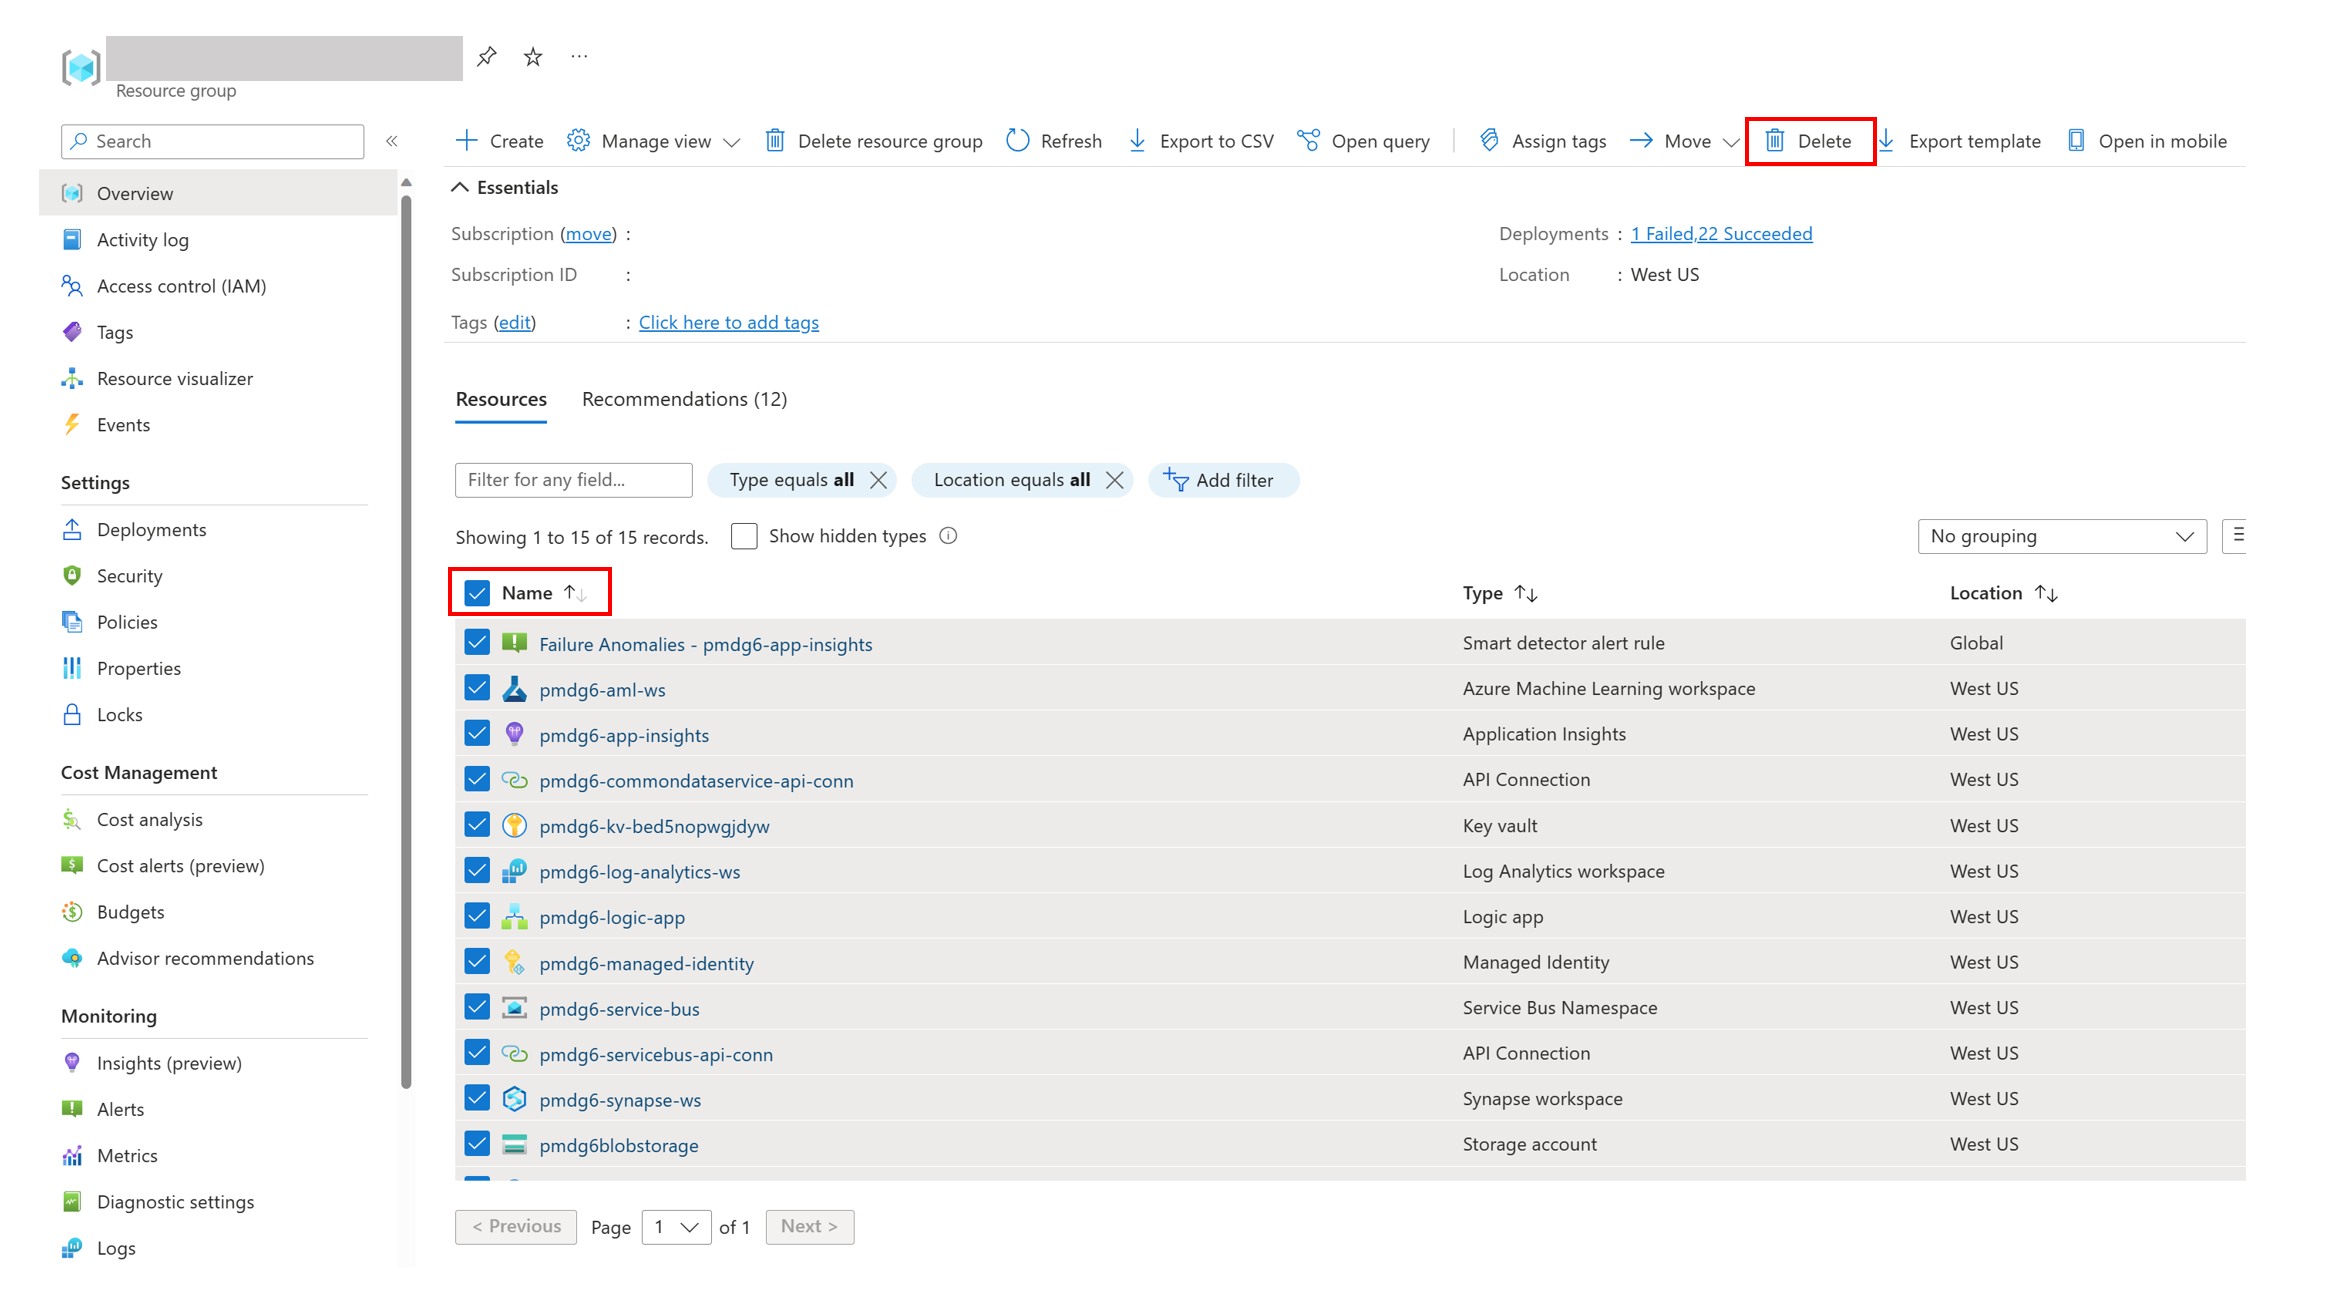 Resource group
Search
Create Manage view Delete resource group Refresh Export to CSV Open query Assign tags Move Delete Export template Open in mobile
Overview
Activity log
Access control (IAM)
Tags
Resource visualizer
Events
Settings
Deployments
Security
Policies
Properties
Locks
Cost Management
Cost analysis
Cost alerts (preview)
Budgets
Advisor recommendations
Monitoring
Insights (preview)
Alerts
Metrics
Diagnostic settings
Logs
Essentials
Subscription (move) :
Deployments : 1 Failed,22 Succeeded
Subscription ID :
Location : West US
Tags (edit) : Click here to add tags
Resources Recommendations (12)
Filter for any field... Type equals all Location equals all Add filter
Showing 1 to 15 of 15 records. Show hidden types No grouping
Name Type Location
Failure Anomalies - pmdg6-app-insights Smart detector alert rule Global
pmdg6-aml-ws Azure Machine Learning workspace West US
pmdg6-app-insights Application Insights West US
pmdg6-commondataservice-api-conn API Connection West US
pmdg6-kv-bed5nopwgjdyw Key vault West US
pmdg6-log-analytics-ws Log Analytics workspace West US
pmdg6-logic-app Logic app West US
pmdg6-managed-identity Managed Identity West US
pmdg6-service-bus Service Bus Namespace West US
pmdg6-servicebus-api-conn API Connection West US
pmdg6-synapse-ws Synapse workspace West US
pmdg6blobstorage Storage account West US
< Previous Page 1 of 1 Next >